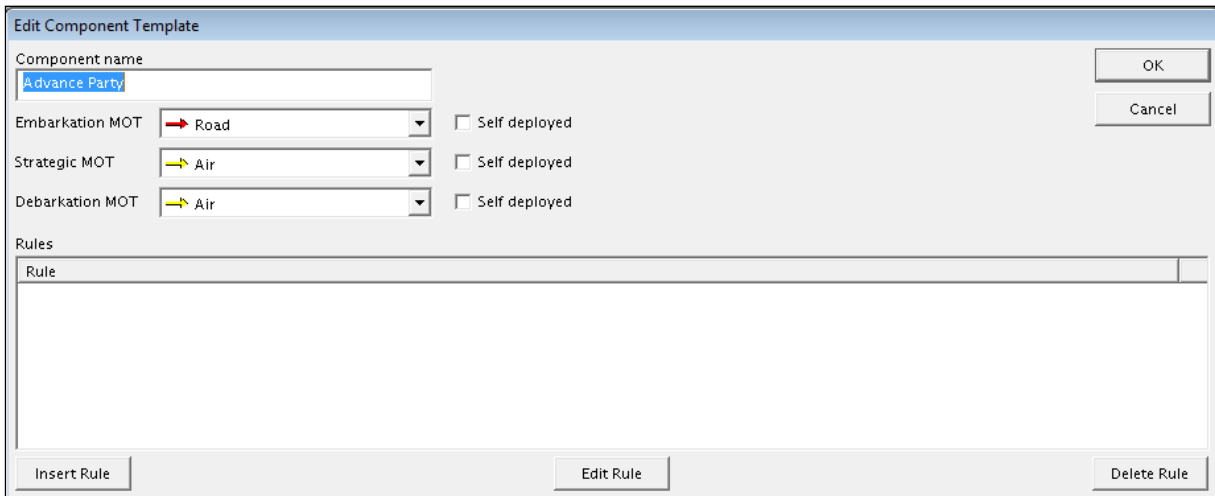 Edit Component Template
Component name
OK
Advance Party
Cancel
Embarkation MOT Road Self deployed
Strategic MOT Air Self deployed
Debarkation MOT Air Self deployed
Rules
Rule
Insert Rule Edit Rule Delete Rule